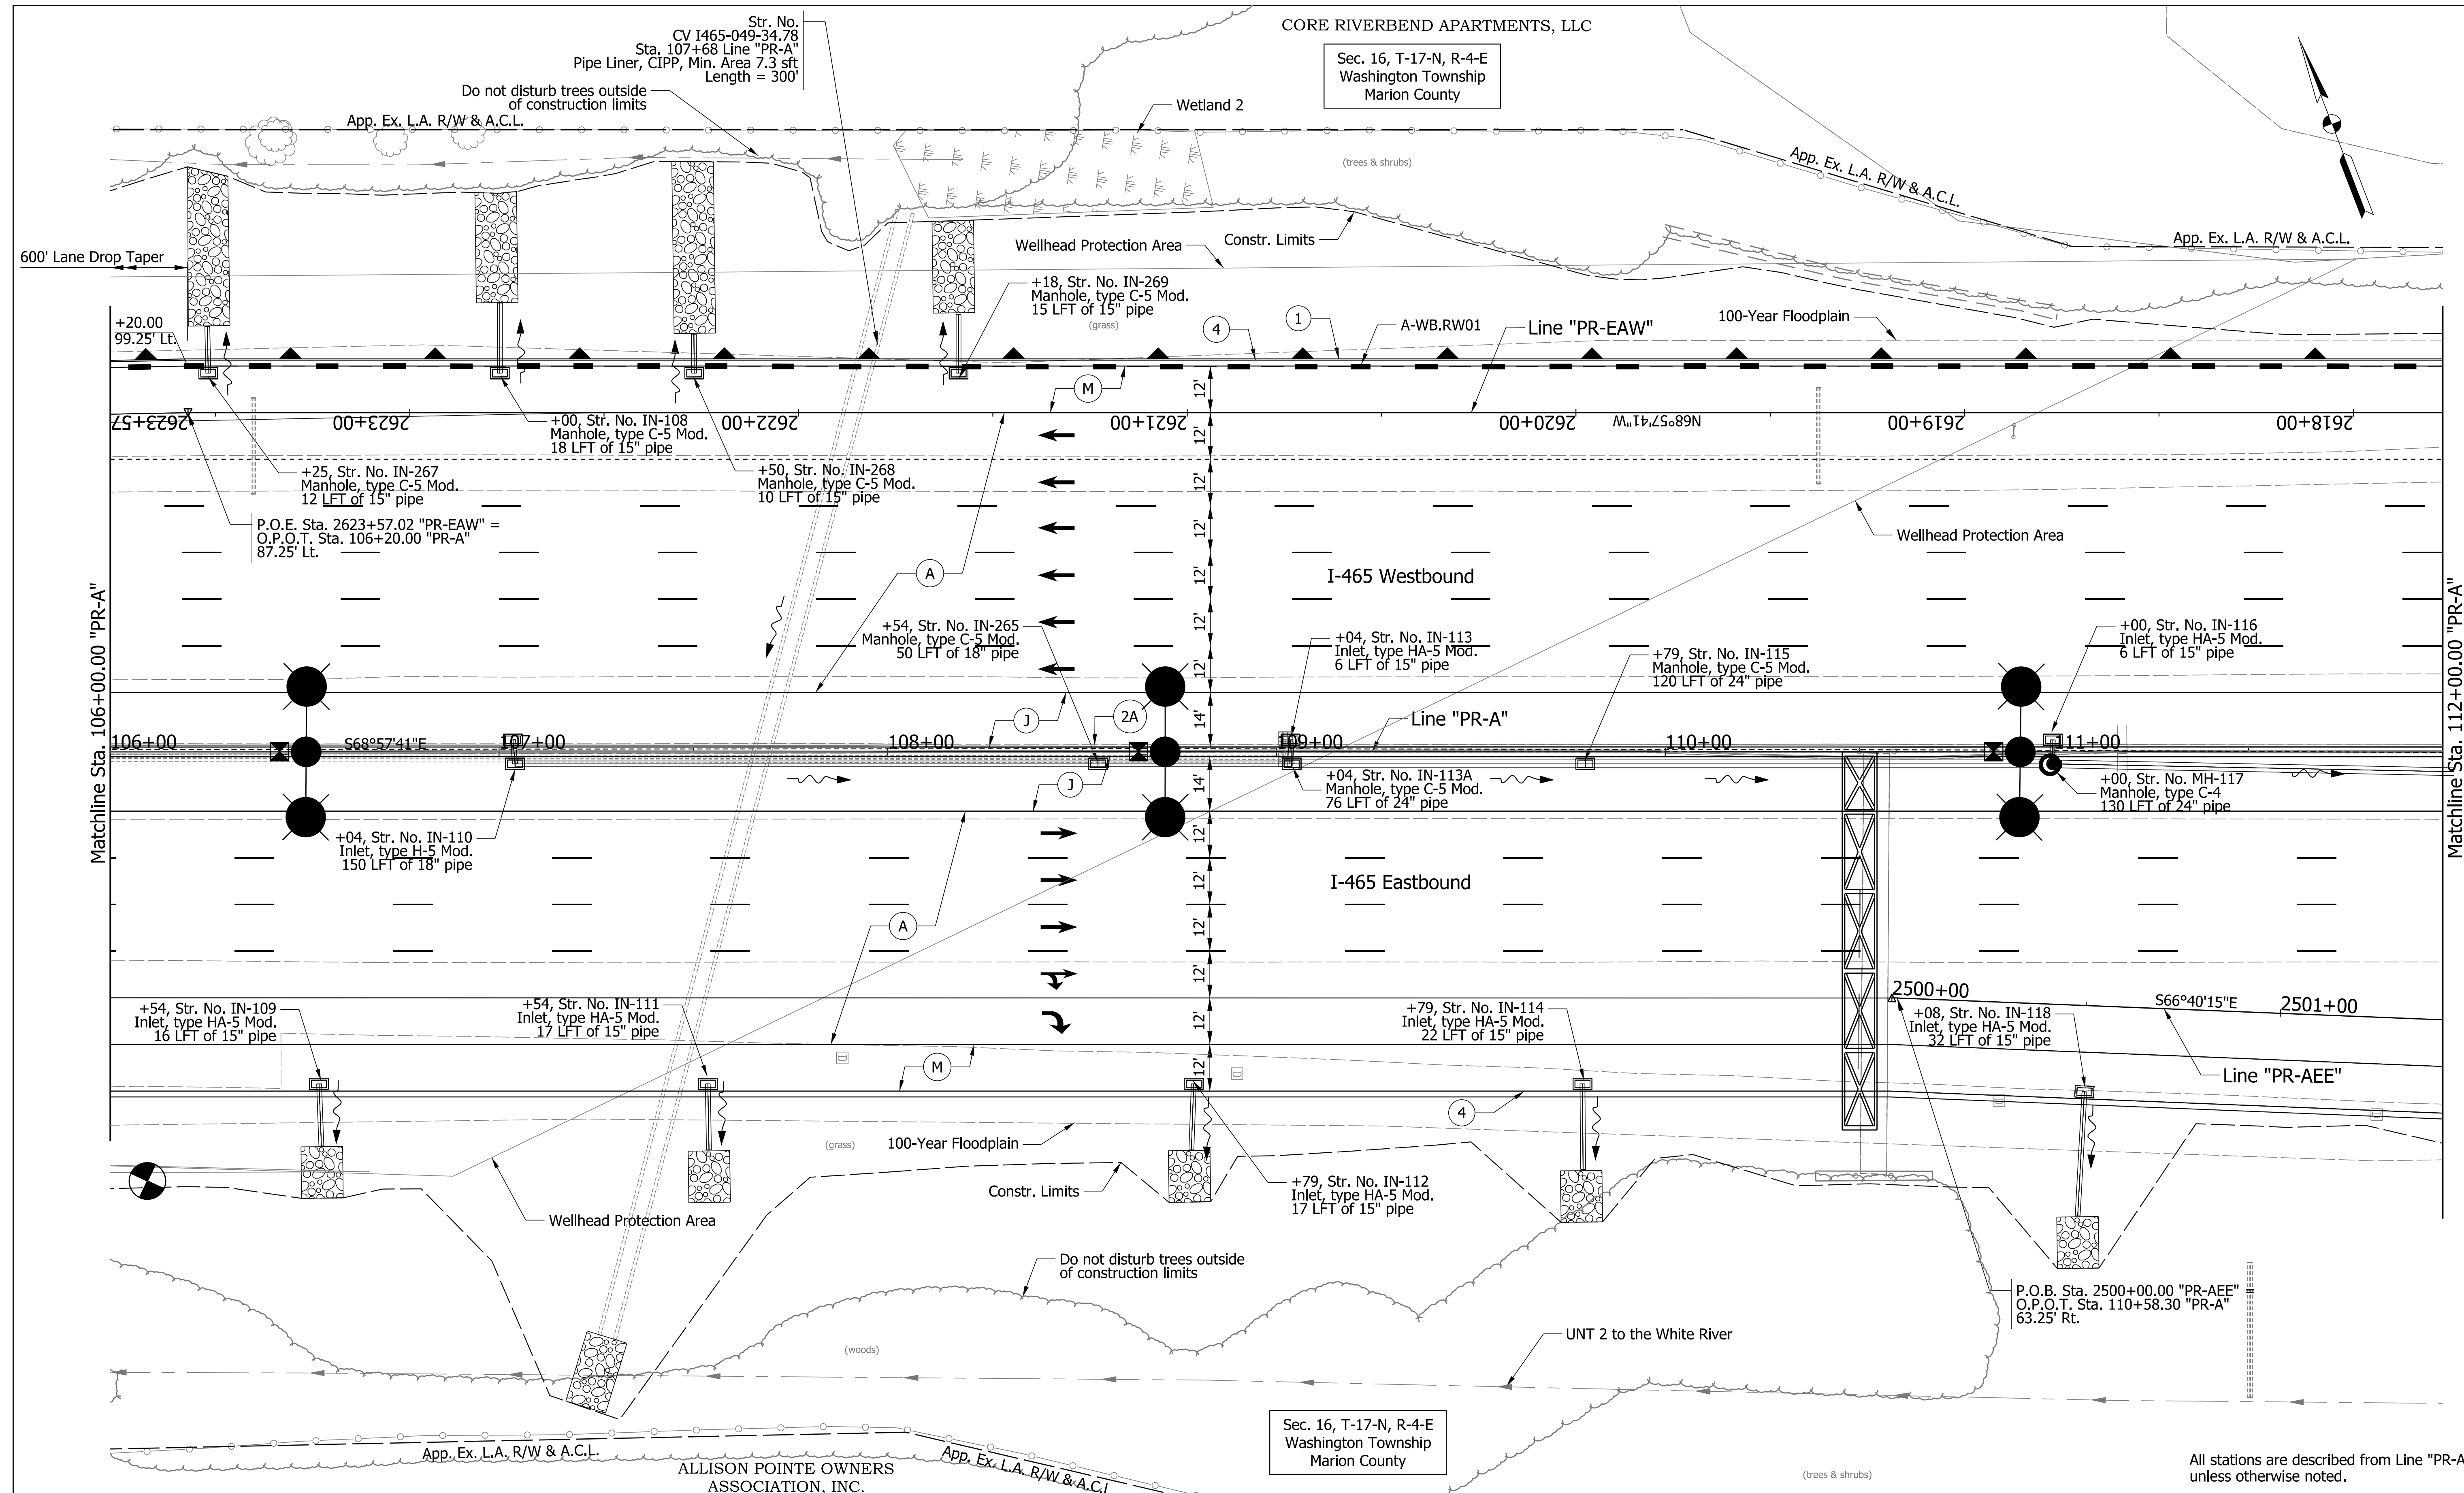 Str. No.
CV I465-049-34.78
Sta. 107+68 Line "PR-A"
Pipe Liner, CIPP, Min. Area 7.3 sft
Length = 300'
CORE RIVERBEND APARTMENTS, LLC
Sec. 16, T-17-N, R-4-E
Washington Township
Marion County
Do not disturb trees outside
of construction limits
App. Ex. L.A. R/W & A.C.L.
Wetland 2
(trees & shrubs)
App. Ex. L.A. R/W & A.C.L.
App. Ex. L.A. R/W & A.C.L.
600' Lane Drop Taper
Wellhead Protection Area
Constr. Limits
+18, Str. No. IN-269
Manhole, type C-5 Mod.
15 LFT of 15" pipe
(grass)
+20.00
99.25' Lt.
4
1
A-WB.RW01
Line "PR-EAW"
100-Year Floodplain
M
12'
2623+57
2623+00
2622+00
2621+00
2620+00
N68°57'41"W
2619+00
2618+00
+00, Str. No. IN-108
Manhole, type C-5 Mod.
18 LFT of 15" pipe
12'
+25, Str. No. IN-267
Manhole, type C-5 Mod.
12 LFT of 15" pipe
+50, Str. No. IN-268
Manhole, type C-5 Mod.
10 LFT of 15" pipe
12'
P.O.E. Sta. 2623+57.02 "PR-EAW" =
O.P.O.T. Sta. 106+20.00 "PR-A"
87.25' Lt.
12'
Wellhead Protection Area
A
12'
I-465 Westbound
Matchline Sta. 106+00.00 "PR-A"
Matchline Sta. 112+00.00 "PR-A"
12'
+54, Str. No. IN-265
Manhole, type C-5 Mod.
50 LFT of 18" pipe
12'
+04, Str. No. IN-113
Inlet, type HA-5 Mod.
6 LFT of 15" pipe
+79, Str. No. IN-115
Manhole, type C-5 Mod.
120 LFT of 24" pipe
+00, Str. No. IN-116
Inlet, type HA-5 Mod.
6 LFT of 15" pipe
J
2A
14'
Line "PR-A"
106+00
S68°57'41"E
107+00
108+00
109+00
110+00
111+00
J
14'
+04, Str. No. IN-113A
Manhole, type C-5 Mod.
76 LFT of 24" pipe
+00, Str. No. MH-117
Manhole, type C-4
130 LFT of 24" pipe
+04, Str. No. IN-110
Inlet, type H-5 Mod.
150 LFT of 18" pipe
12'
12'
I-465 Eastbound
A
12'
12'
+54, Str. No. IN-109
Inlet, type HA-5 Mod.
16 LFT of 15" pipe
+54, Str. No. IN-111
Inlet, type HA-5 Mod.
17 LFT of 15" pipe
12'
+79, Str. No. IN-114
Inlet, type HA-5 Mod.
22 LFT of 15" pipe
2500+00
S66°40'15"E
2501+00
+08, Str. No. IN-118
Inlet, type HA-5 Mod.
32 LFT of 15" pipe
M
12'
Line "PR-AEE"
4
(grass)
100-Year Floodplain
Constr. Limits
+79, Str. No. IN-112
Inlet, type HA-5 Mod.
17 LFT of 15" pipe
Wellhead Protection Area
Do not disturb trees outside
of construction limits
P.O.B. Sta. 2500+00.00 "PR-AEE" =
O.P.O.T. Sta. 110+58.30 "PR-A"
63.25' Rt.
UNT 2 to the White River
(woods)
Sec. 16, T-17-N, R-4-E
Washington Township
Marion County
App. Ex. L.A. R/W & A.C.L.
App. Ex. L.A. R/W & A.C.L
ALLISON POINTE OWNERS
ASSOCIATION, INC.
(trees & shrubs)
All stations are described from Line "PR-A
unless otherwise noted.